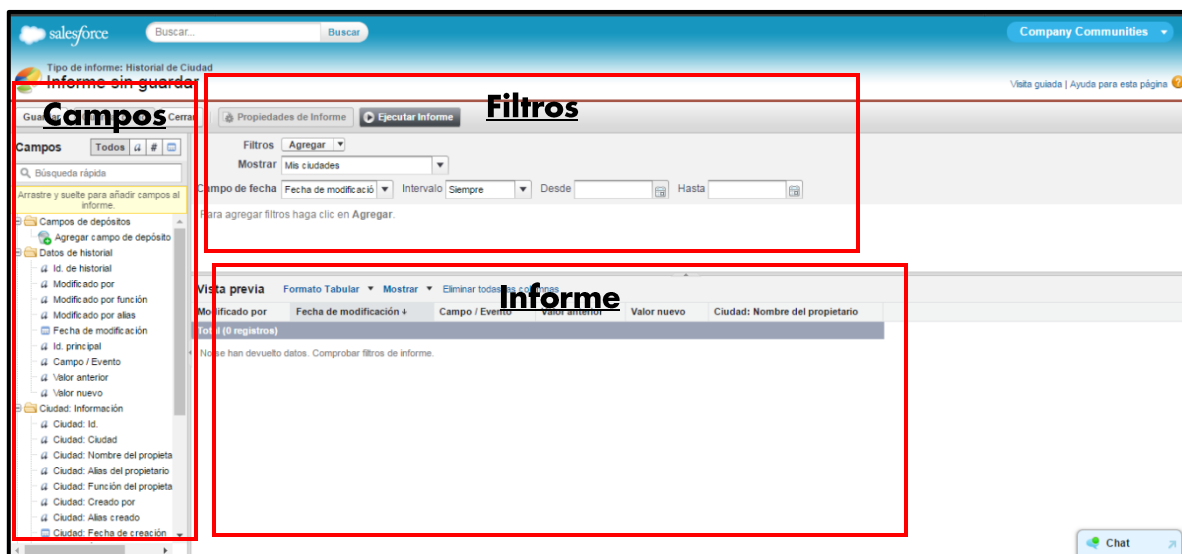 salesforce Buscar... Buscar Company Communities
Tipo de informe: Historial de Ciudad
Informe sin guardar
Visita guiada | Ayuda para esta página
Campos Filtros
Guardar Cerrar Propiedades de Informe Ejecutar Informe
Campos Todos a # Filtros Agregar
Mostrar Mis ciudades
Búsqueda rápida
Campo de fecha Fecha de modificació Intervalo Siempre Desde Hasta
Arrastre y suelte para añadir campos al
informe.
Para agregar filtros haga clic en Agregar.
Campos de depósitos
Agregar campo de depósito
Datos de historial
Id. de historial
Modificado por
Modificado por función
Modificado por alias
Fecha de modificación
Id. principal
Campo / Evento
Valor anterior
Valor nuevo
Ciudad: Información
Ciudad: Id.
Ciudad: Ciudad
Ciudad: Nombre del propieta
Ciudad: Alias del propietario
Ciudad: Función del propieta
Ciudad: Creado por
Ciudad: Alias creado
Ciudad: Fecha de creación
Informe
Vista previa Formato Tabular Mostrar Eliminar todas las columnas
Modificado por Fecha de modificación Campo / Evento Valor anterior Valor nuevo Ciudad: Nombre del propietario
Total (0 registros)
No se han devuelto datos. Comprobar filtros de informe.
Chat